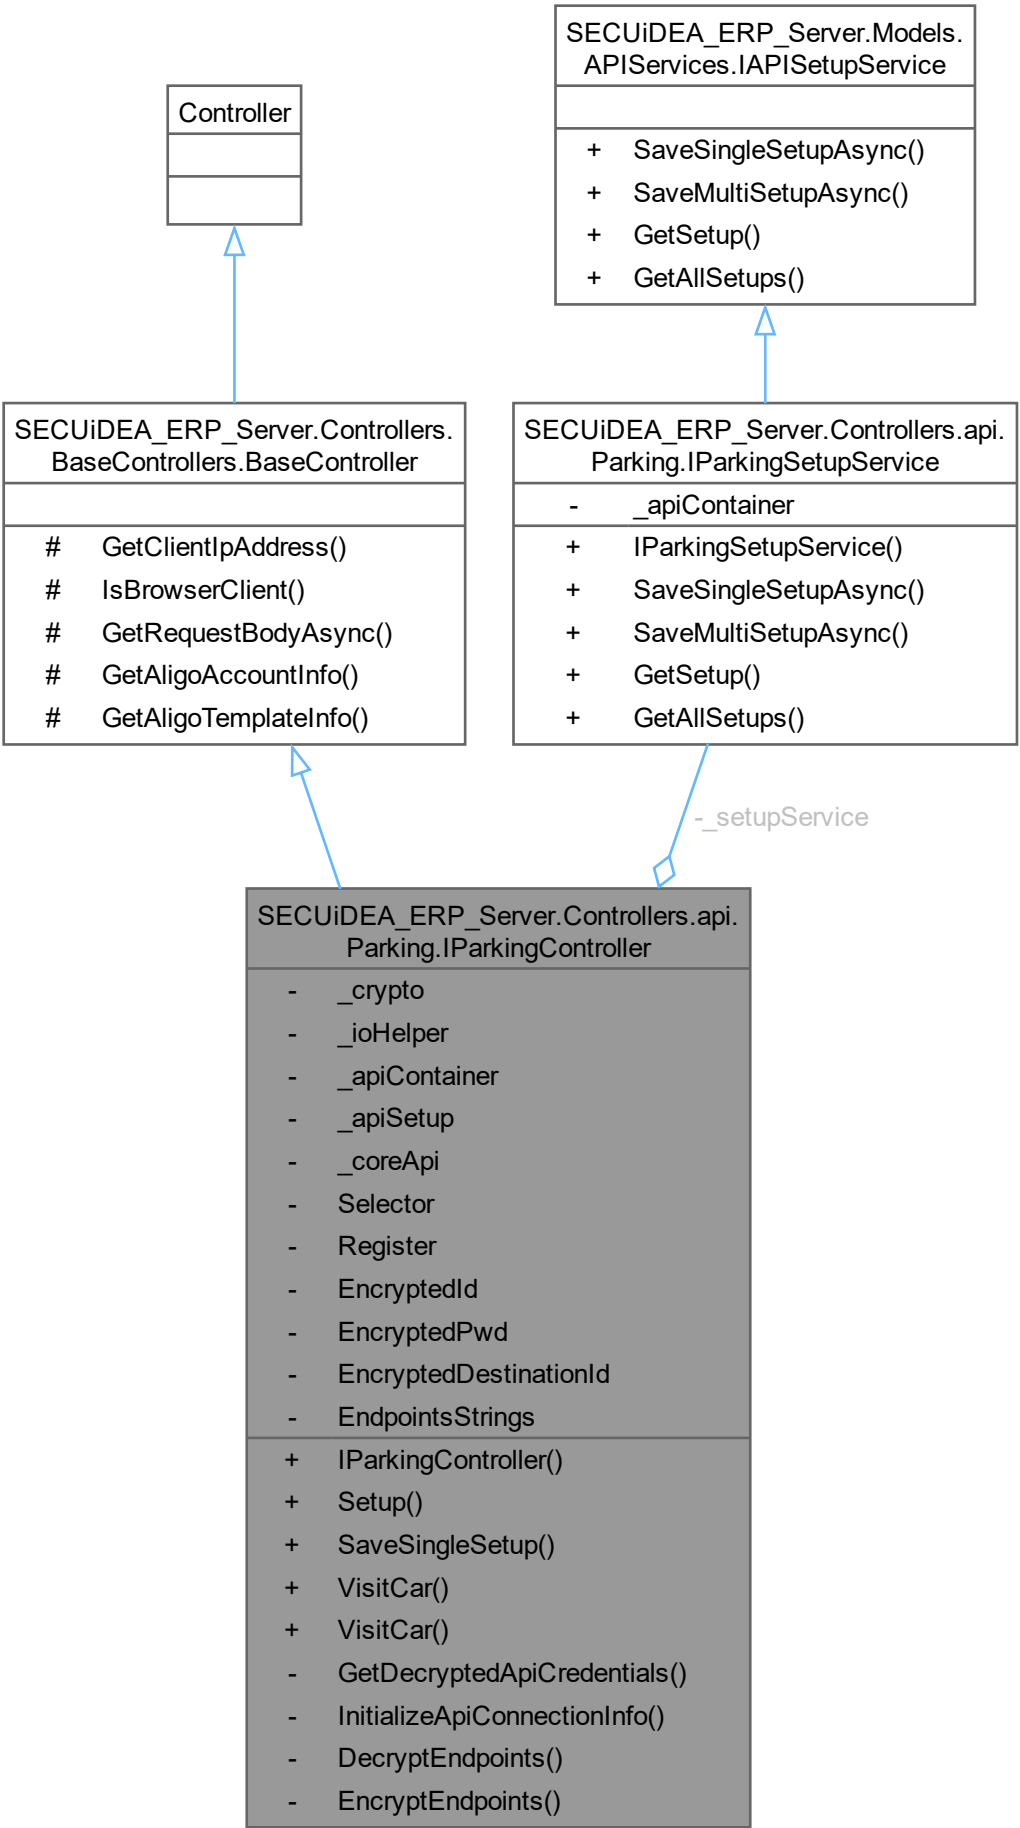 SECUiDEA_ERP_Server.Models.
APIServices.IAPISetupService
+ SaveSingleSetupAsync()
+ SaveMultiSetupAsync()
+ GetSetup()
+ GetAllSetups()
Controller
SECUiDEA_ERP_Server.Controllers.
BaseControllers.BaseController
# GetClientIpAddress()
# IsBrowserClient()
# GetRequestBodyAsync()
# GetAligoAccountInfo()
# GetAligoTemplateInfo()
SECUiDEA_ERP_Server.Controllers.api.
Parking.IParkingSetupService
- _apiContainer
+ IParkingSetupService()
+ SaveSingleSetupAsync()
+ SaveMultiSetupAsync()
+ GetSetup()
+ GetAllSetups()
-_setupService
SECUiDEA_ERP_Server.Controllers.api.
Parking.IParkingController
- _crypto
- _ioHelper
- _apiContainer
- _apiSetup
- _coreApi
- Selector
- Register
- EncryptedId
- EncryptedPwd
- EncryptedDestinationId
- EndpointsStrings
+ IParkingController()
+ Setup()
+ SaveSingleSetup()
+ VisitCar()
+ VisitCar()
- GetDecryptedApiCredentials()
- InitializeApiConnectionInfo()
- DecryptEndpoints()
- EncryptEndpoints()